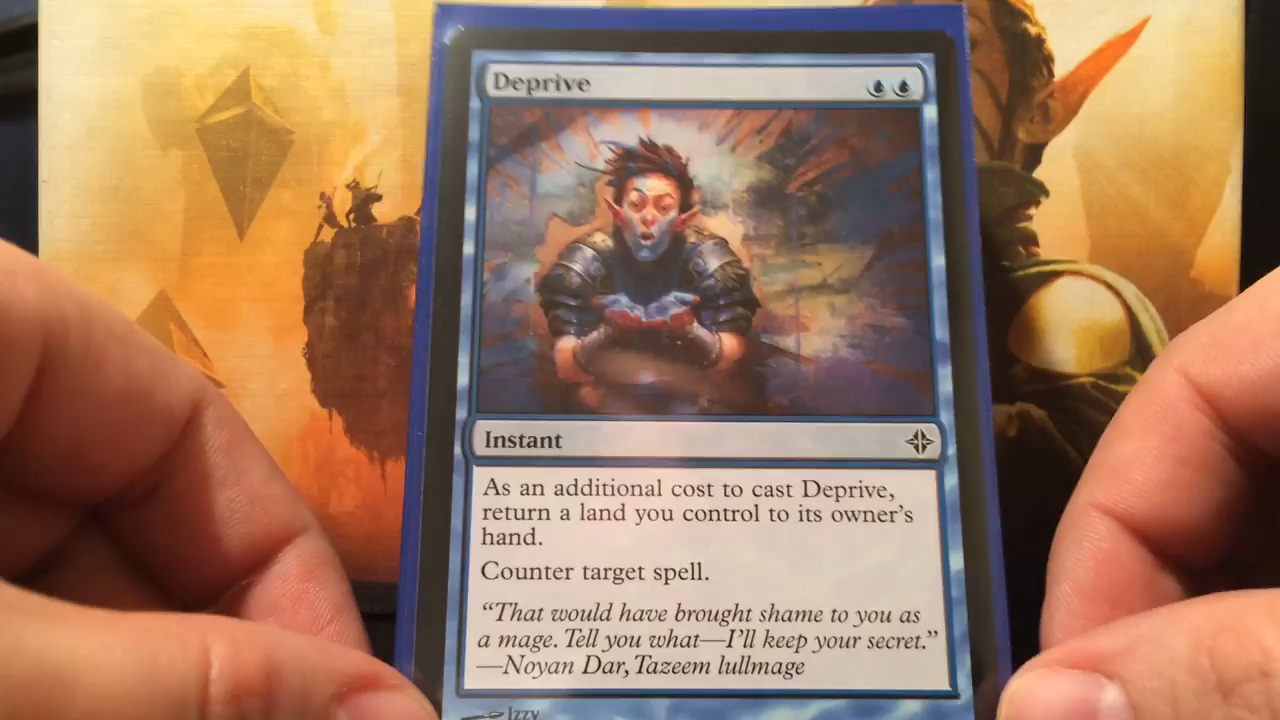 Deprive
Instant
As an additional cost to cast Deprive,
return a land you control to its owner's
hand.
Counter target spell.
"That would have brought shame to you as
a mage. Tell you what—I'll keep your secret."
—Noyan Dar, Tazeem lullmage
Izzy